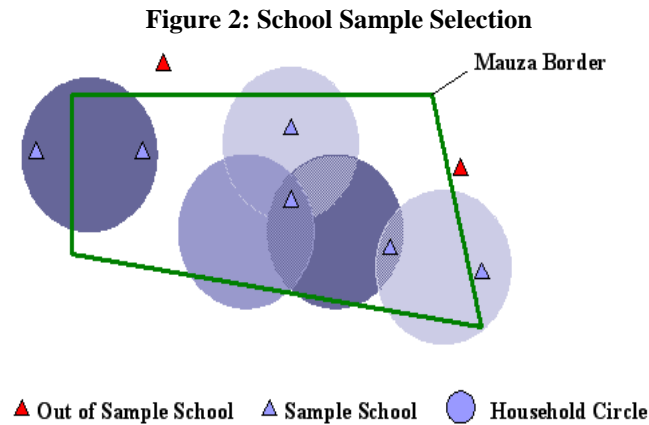 Figure 2: School Sample Selection
Mauza Border
Out of Sample School
Sample School
Household Circle